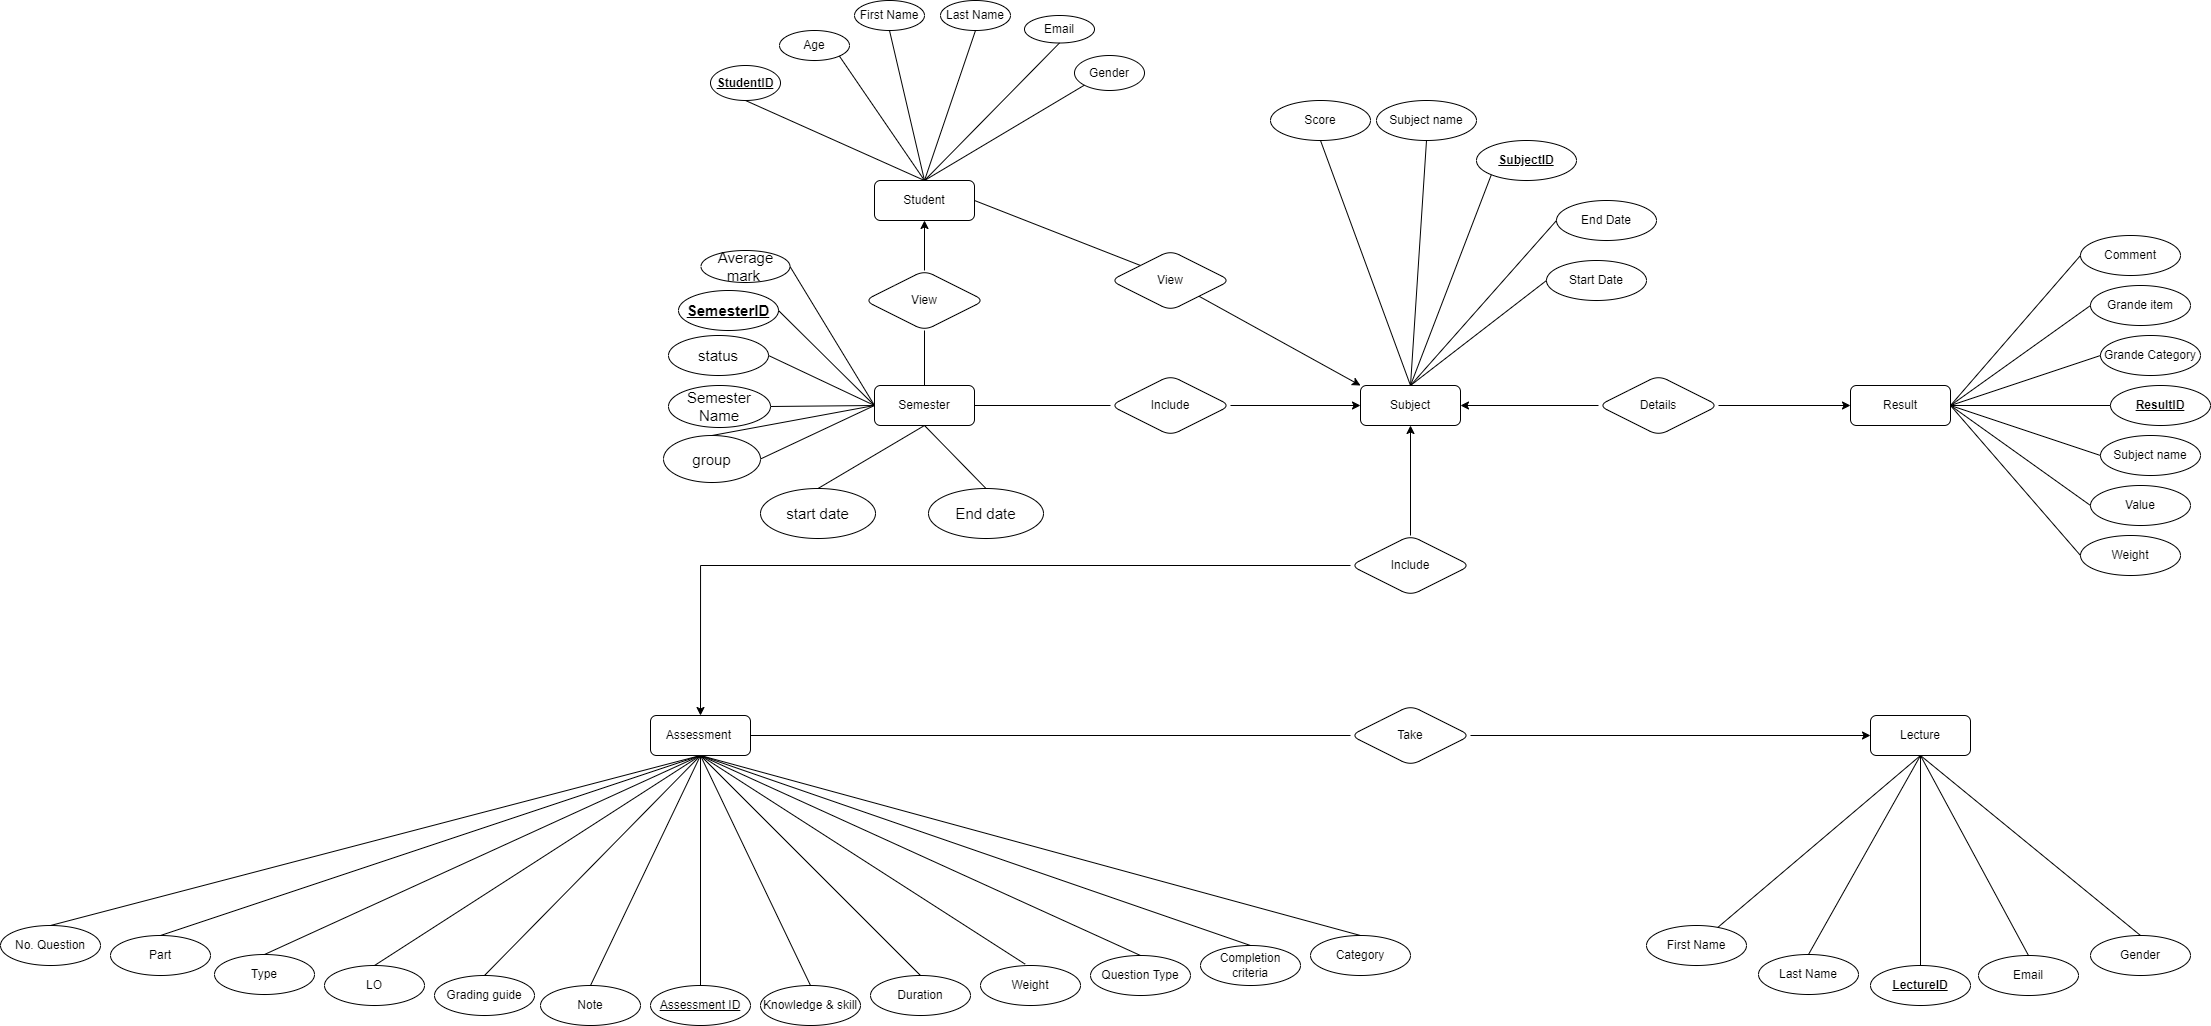 First Name
Last Name
Email
Age
Gender
StudentID
Score
Subject name
SubjectID
Student
End Date
Average
mark
View
Start Date
Comment
SemesterID
View
Grande item
status
Grande Category
Semester
Name
Semester
Include
Subject
Details
Result
ResultID
group
Subject name
start date
End date
Value
Include
Weight
Assessment
Take
Lecture
No. Question
Part
Type
LO
Grading guide
Note
Assessment ID
Knowledge & skill
Duration
Weight
Question Type
Completion
criteria
Category
First Name
Last Name
LectureID
Email
Gender